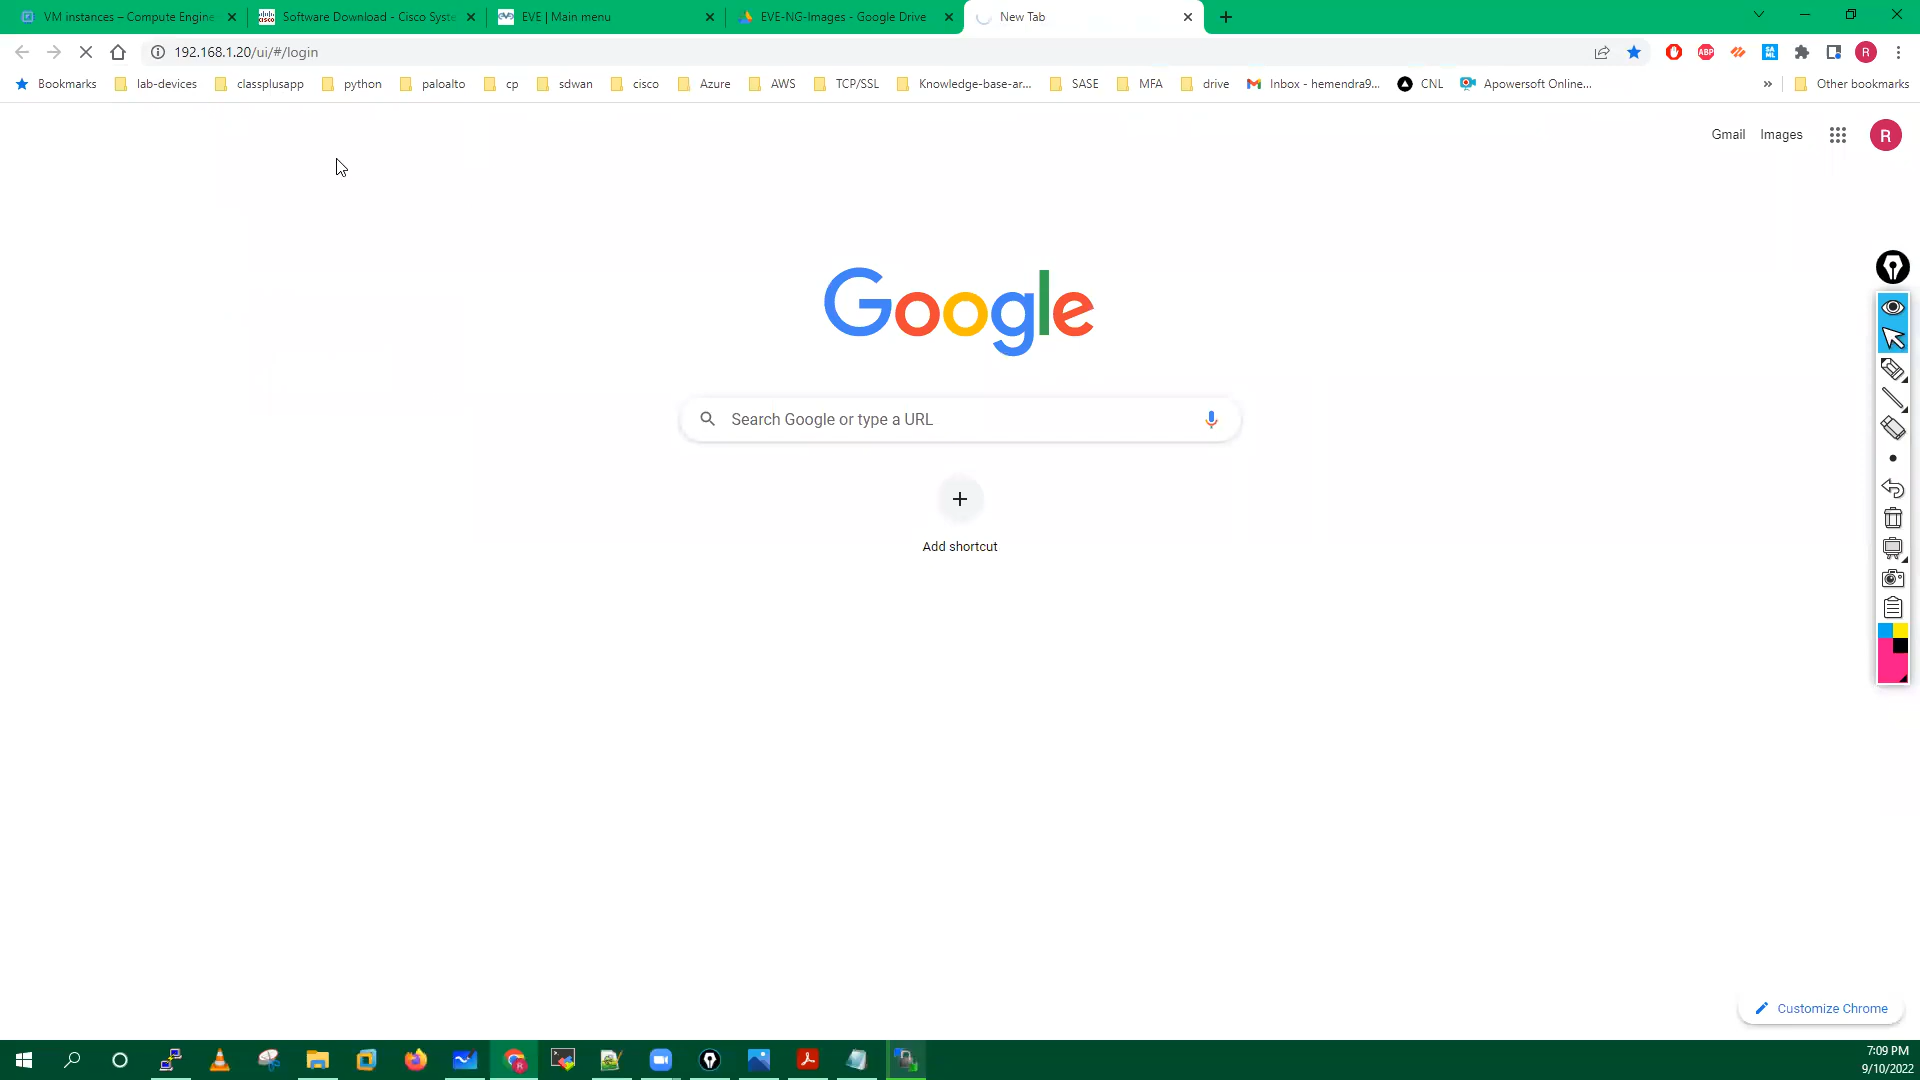 VM instances – Compute Engine
Software Download - Cisco Syste
EVE | Main menu
EVE-NG-Images - Google Drive
New Tab
192.168.1.20/ui/#/login
ABP
SA
ML
R
Bookmarks
lab-devices
classplusapp
python
paloalto
cp
sdwan
cisco
Azure
AWS
TCP/SSL
Knowledge-base-ar...
SASE
MFA
drive
Inbox - hemendra9...
CNL
Apowersoft Online...
»
Other bookmarks
Gmail
Images
R
Google
Search Google or type a URL
Add shortcut
Customize Chrome
7:09 PM
9/10/2022